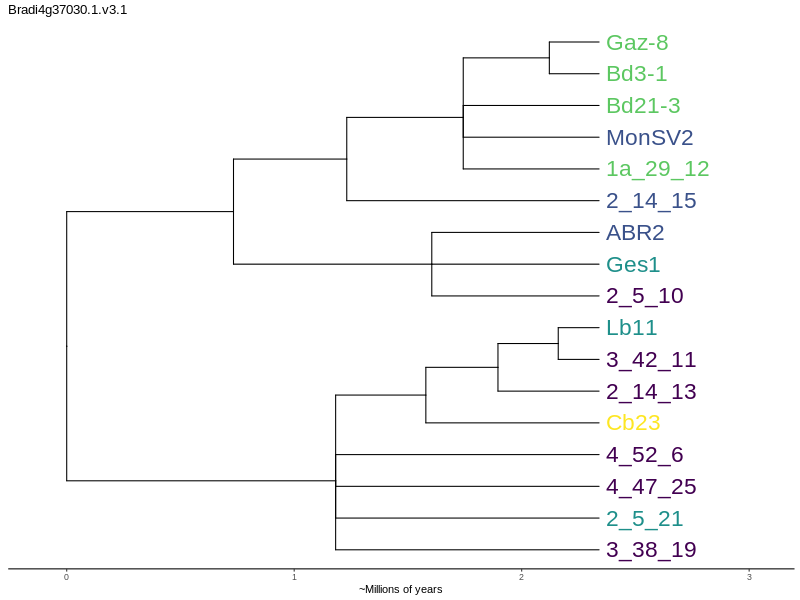 Bradi4g37030.1.v3.1
Gaz-8
Bd3-1
Bd21-3
MonSV2
1a_29_12
2_14_15
ABR2
Ges1
2_5_10
Lb11
3_42_11
2_14_13
Cb23
4_52_6
4_47_25
2_5_21
3_38_19
0 1 2 3
~Millions of years